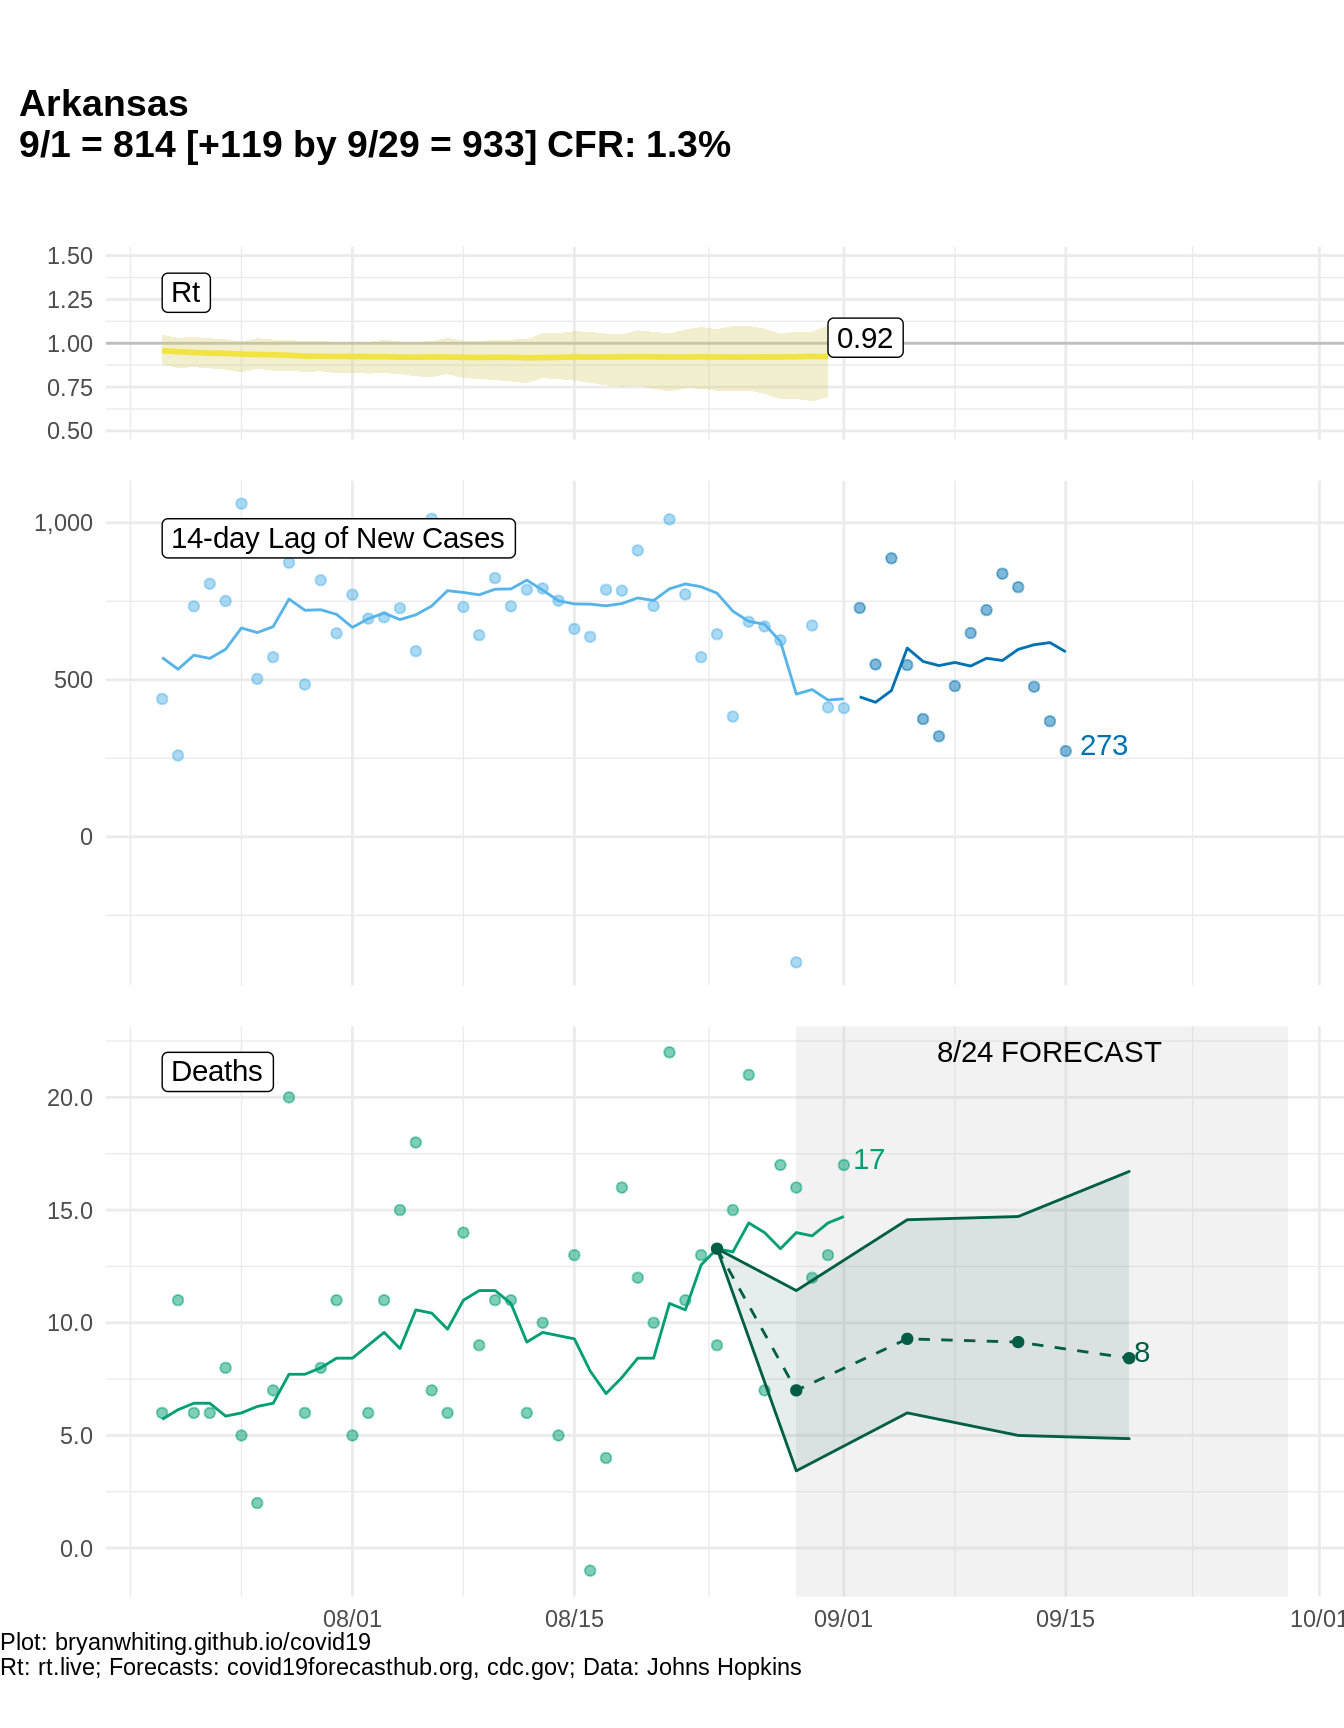 Arkansas
9/1 = 814 [+119 by 9/29 = 933] CFR: 1.3%
1.50
Rt
1.25
1.00
0.92
0.75
0.50
1,000
14-day Lag of New Cases
500
273
0
8/24 FORECAST
Deaths
20.0
17
15.0
10.0
8
5.0
0.0
08/01 08/15 09/01 09/15 10/01
Plot: bryanwhiting.github.io/covid19
Rt: rt.live; Forecasts: covid19forecasthub.org, cdc.gov; Data: Johns Hopkins